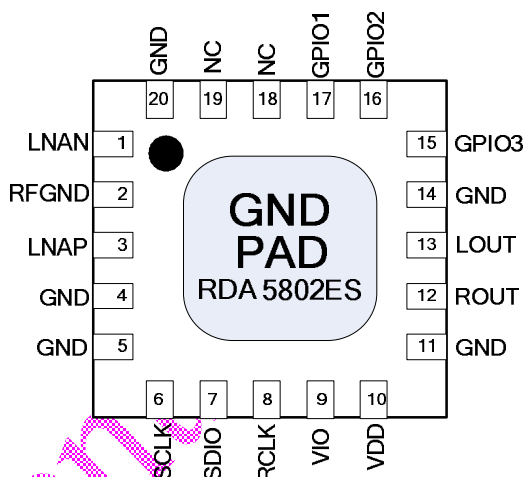 GND NC NC GPIO1 GPIO2
20 19 18 17 16
LNAN 1 15 GPIO3
RFGND 2 14 GND
LNAP 3 13 LOUT
GND 4 12 ROUT
GND 5 11 GND
GND
PAD
RDA 5802ES
6 7 8 9 10
SCLK SDIO RCLK VIO VDD